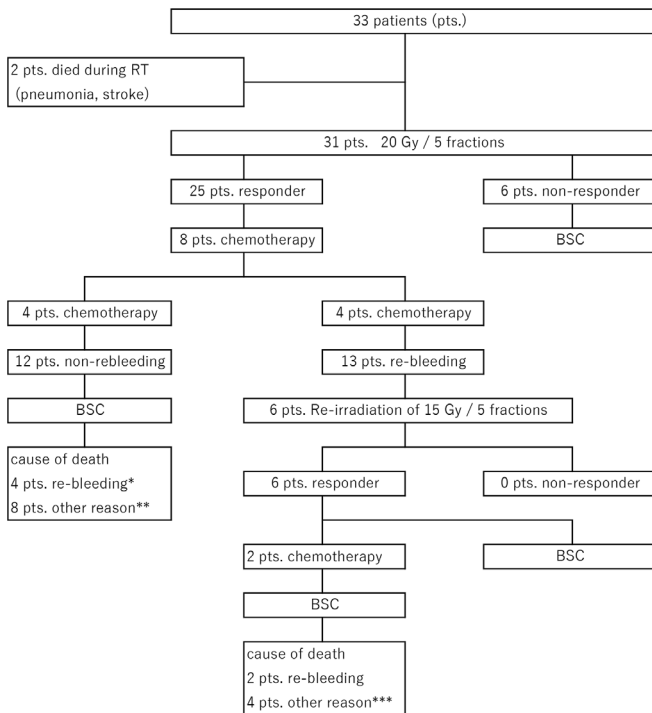 33 patients (pts.)
2 pts. died during RT
(pneumonia, stroke)
31 pts. 20 Gy / 5 fractions
25 pts. responder
6 pts. non-responder
8 pts. chemotherapy
BSC
4 pts. chemotherapy
4 pts. chemotherapy
12 pts. non-rebleeding
13 pts. re-bleeding
BSC
6 pts. Re-irradiation of 15 Gy / 5 fractions
cause of death
4 pts. re-bleeding*
8 pts. other reason**
6 pts. responder
0 pts. non-responder
2 pts. chemotherapy
BSC
BSC
cause of death
2 pts. re-bleeding
4 pts. other reason***